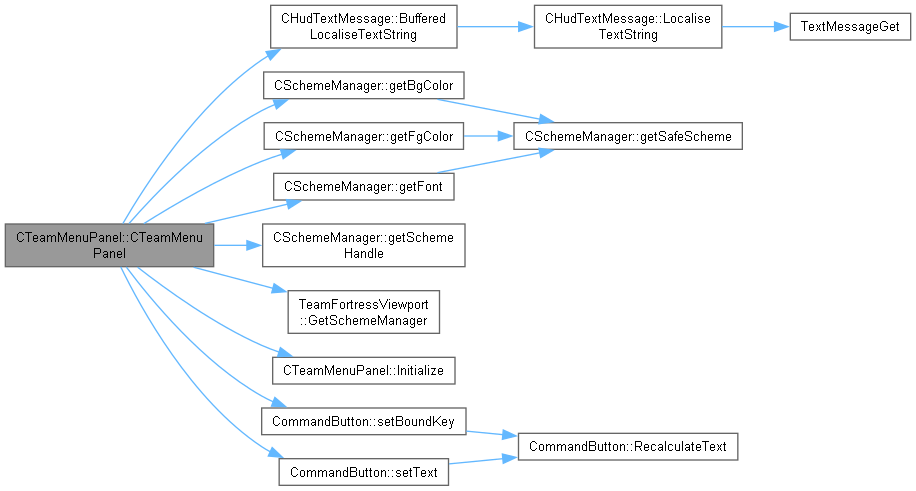 CHudTextMessage::Buffered
LocaliseTextString
CHudTextMessage::Localise
TextString
TextMessageGet
CSchemeManager::getBgColor
CSchemeManager::getFgColor
CSchemeManager::getSafeScheme
CSchemeManager::getFont
CTeamMenuPanel::CTeamMenu
Panel
CSchemeManager::getScheme
Handle
TeamFortressViewport
::GetSchemeManager
CTeamMenuPanel::Initialize
CommandButton::setBoundKey
CommandButton::RecalculateText
CommandButton::setText